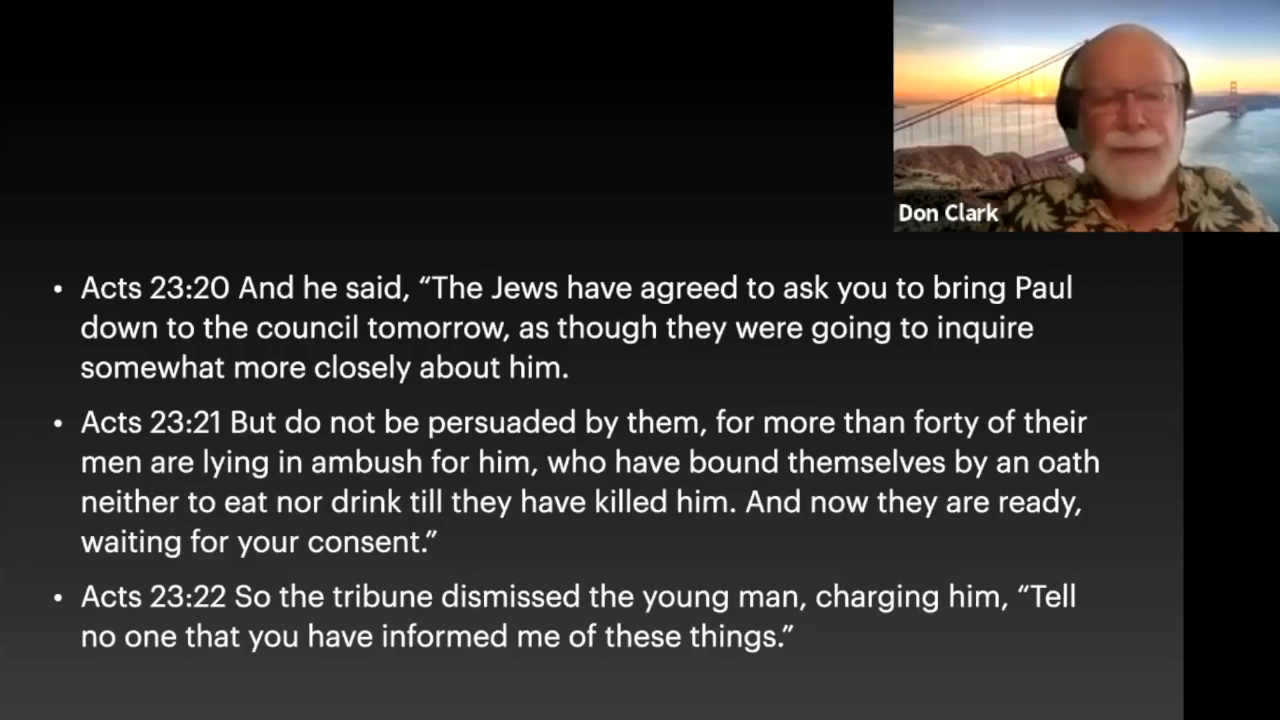 Don Clark
• Acts 23:20 And he said, “The Jews have agreed to ask you to bring Paul
down to the council tomorrow, as though they were going to inquire
somewhat more closely about him.
• Acts 23:21 But do not be persuaded by them, for more than forty of their
men are lying in ambush for him, who have bound themselves by an oath
neither to eat nor drink till they have killed him. And now they are ready,
waiting for your consent.”
• Acts 23:22 So the tribune dismissed the young man, charging him, “Tell
no one that you have informed me of these things.”